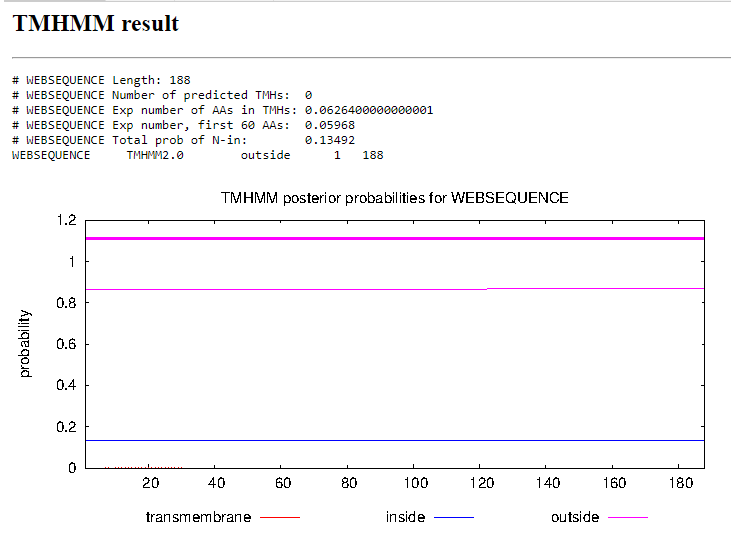 TMHMM result
# WEBSEQUENCE Length: 188
# WEBSEQUENCE Number of predicted TMHs:  0
# WEBSEQUENCE Exp number of AAs in TMHs: 0.0626400000000001
# WEBSEQUENCE Exp number, first 60 AAs:  0.05968
# WEBSEQUENCE Total prob of N-in:        0.13492
WEBSEQUENCE     TMHMM2.0        outside      1   188
TMHMM posterior probabilities for WEBSEQUENCE
1.2
1
0.8
0.6
0.4
0.2
0
probability
20 40 60 80 100 120 140 160 180
transmembrane inside outside